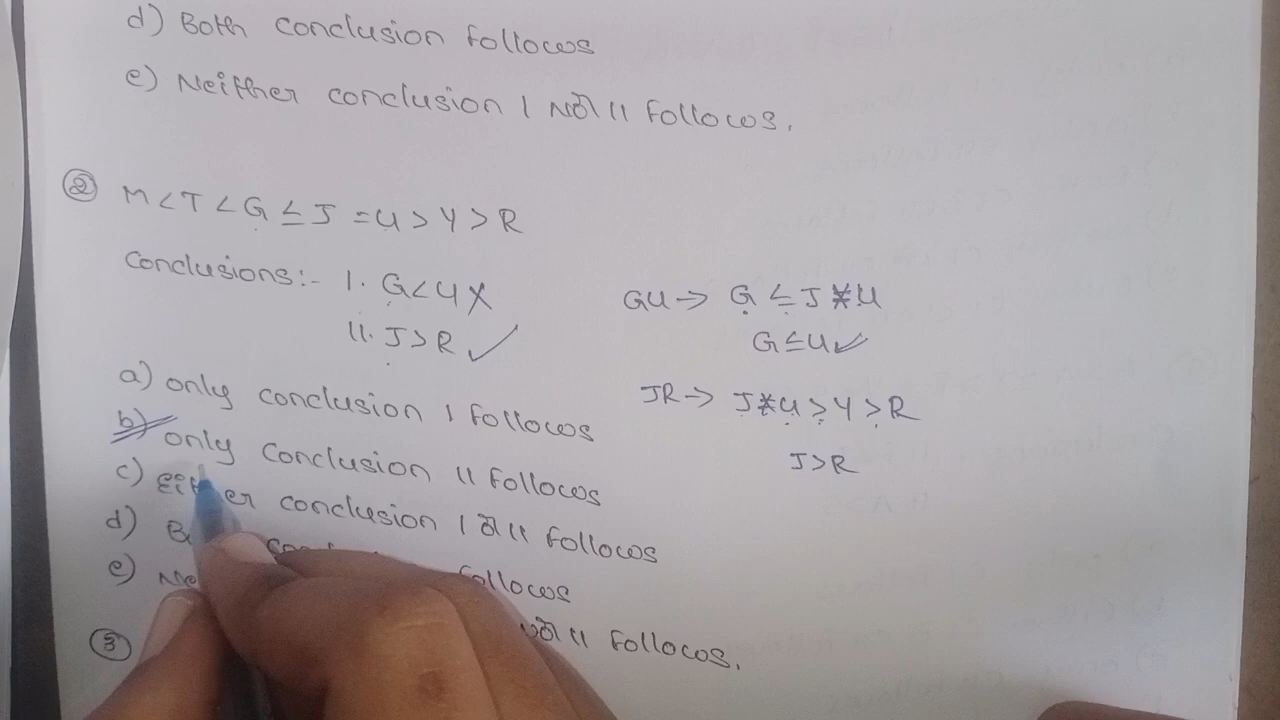 d) Both conclusion follows
e) Neither conclusion I nor II follows.
② M<T<G≤J=U>Y>R
Conclusions:- I. G<U X
II. J>R ✓
GU→ G≤J*U
G≤U✓
JR→ J*U>Y>R
J>R
a) only conclusion I follows
b) only conclusion II follows
c) Either conclusion I or II follows
d)
follows
e)
nor II follows.
③